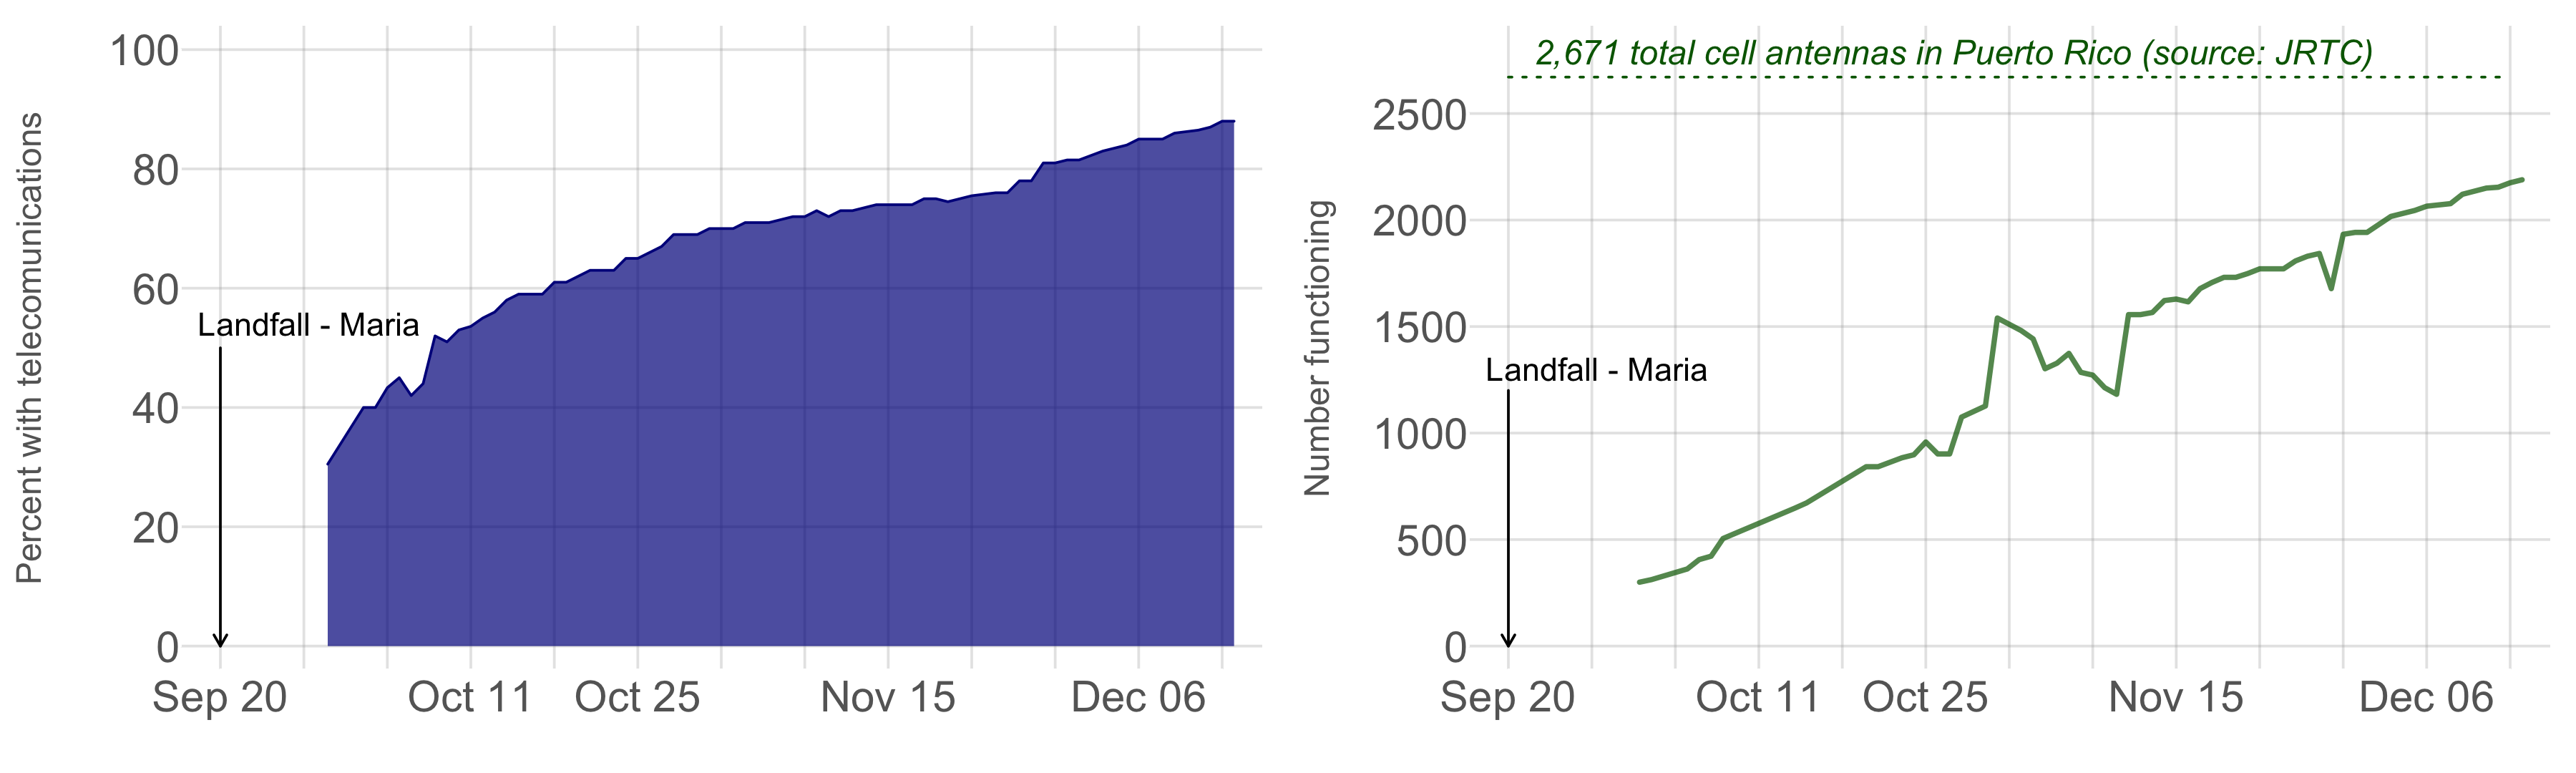 Percent with telecomunications
100
80
60
40
20
0
Landfall - Maria
Sep 20
Oct 11
Oct 25
Nov 15
Dec 06
Number functioning
2,671 total cell antennas in Puerto Rico (source: JRTC)
2500
2000
1500
1000
500
0
Landfall - Maria
Sep 20
Oct 11
Oct 25
Nov 15
Dec 06